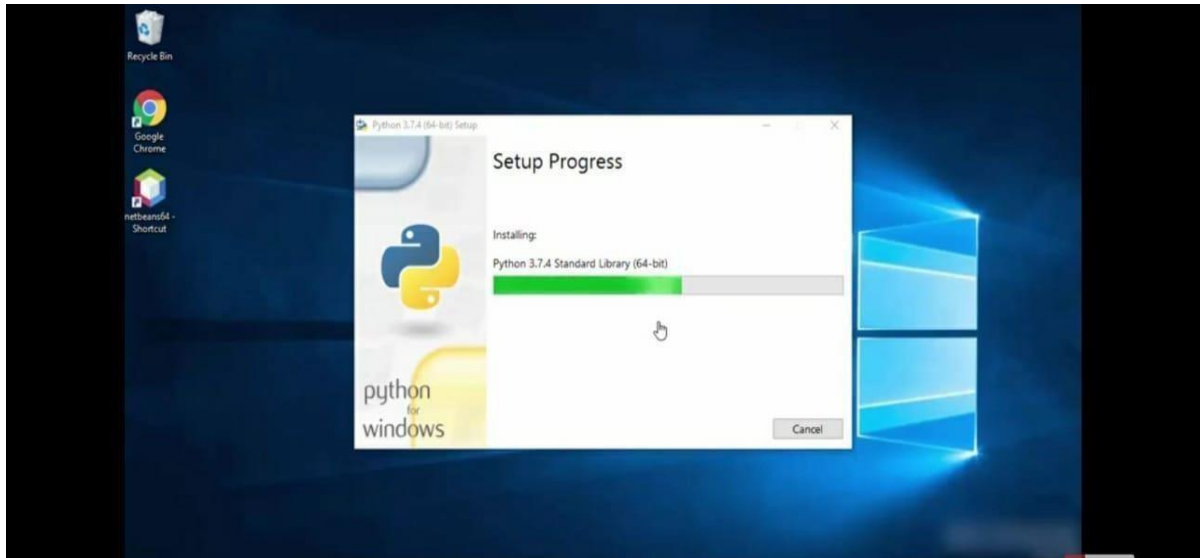 Recycle Bin
Google
Chrome
netbeans64 -
Shortcut
Python 3.7.4 (64-bit) Setup
Setup Progress
Installing:
Python 3.7.4 Standard Library (64-bit)
python
for
windows
Cancel